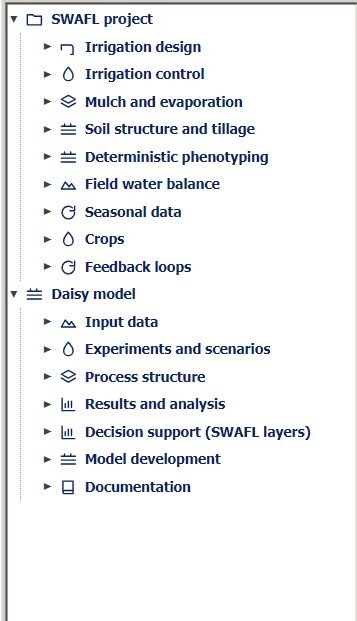 SWAFL project
Irrigation design
Irrigation control
Mulch and evaporation
Soil structure and tillage
Deterministic phenotyping
Field water balance
Seasonal data
Crops
Feedback loops
Daisy model
Input data
Experiments and scenarios
Process structure
Results and analysis
Decision support (SWAFL layers)
Model development
Documentation